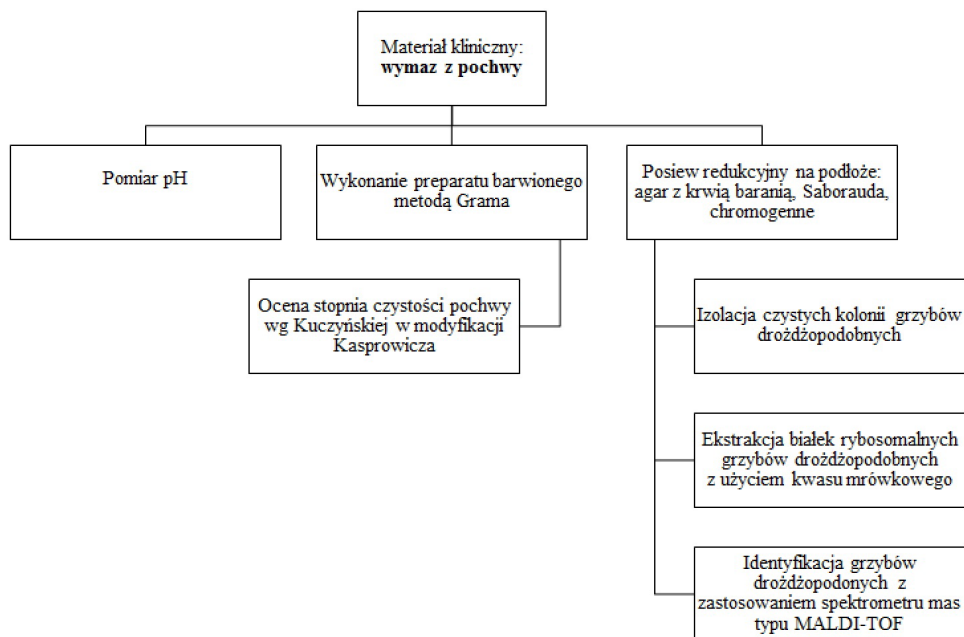 Materiał kliniczny:
wymaz z pochwy
Pomiar pH
Wykonanie preparatu barwionego
metodą Grama
Posiew redukcyjny na podłoże:
agar z krwią baranią, Saborauda,
chromogenne
Ocena stopnia czystości pochwy
wg Kuczyńskiej w modyfikacji
Kasprowicza
Izolacja czystych kolonii grzybów
drożdżopodobnych
Ekstrakcja białek rybosomalnych
grzybów drożdżopodobnych
z użyciem kwasu mrówkowego
Identyfikacja grzybów
drożdżopodonych z
zastosowaniem spektrometru mas
typu MALDI-TOF